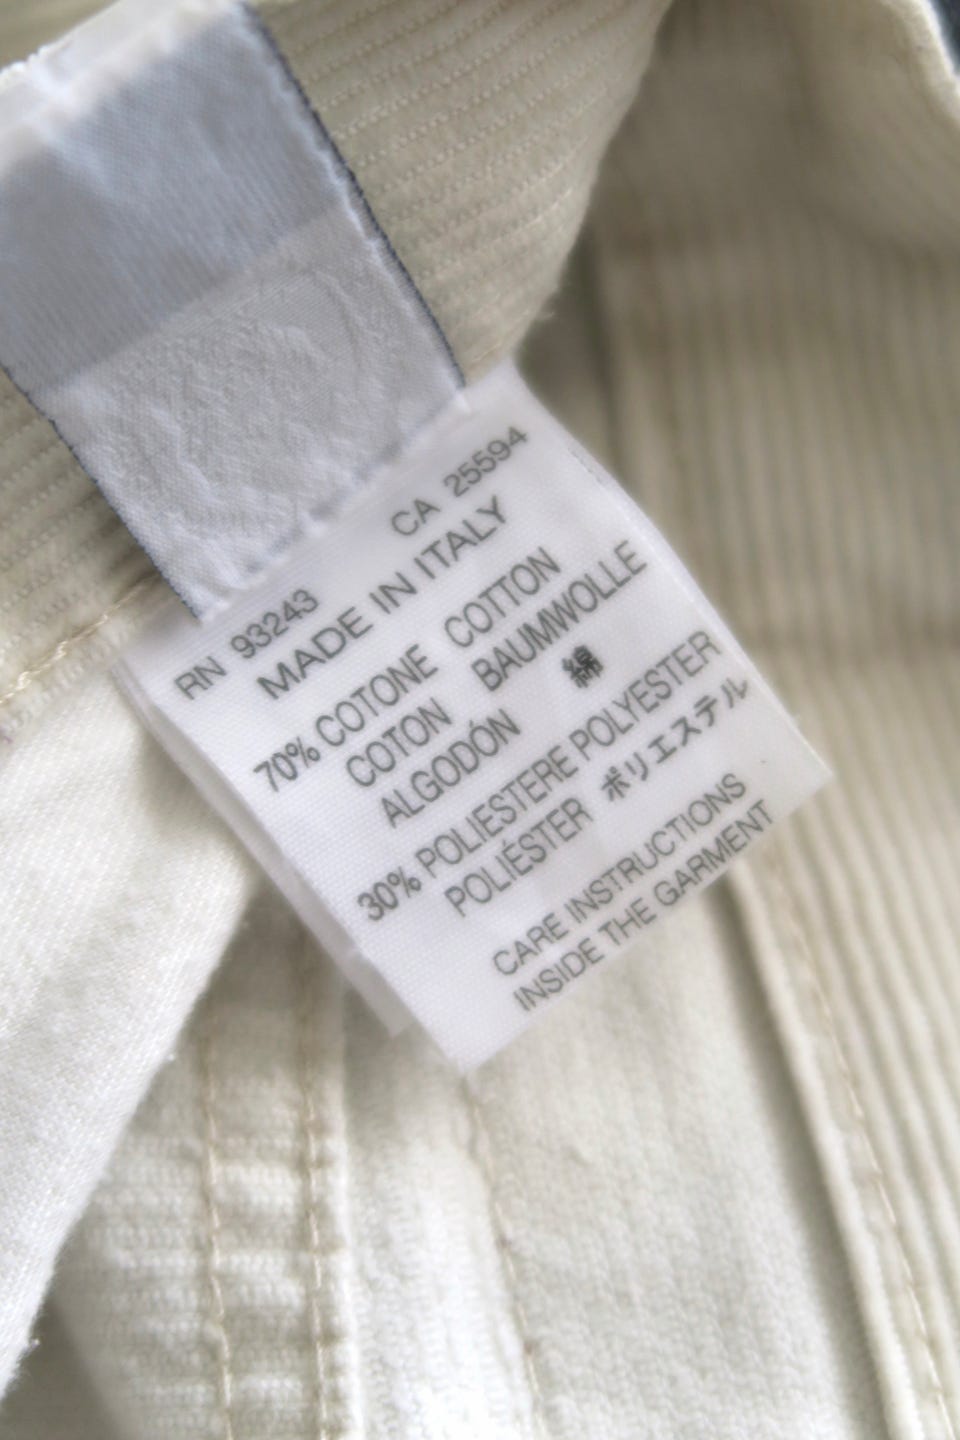 RN 93243 CA 25594
MADE IN ITALY
70% COTONE COTTON
COTON BAUMWOLLE
ALGODÓN 綿
30% POLIESTERE POLYESTER
POLIÉSTER ポリエステル
CARE INSTRUCTIONS
INSIDE THE GARMENT